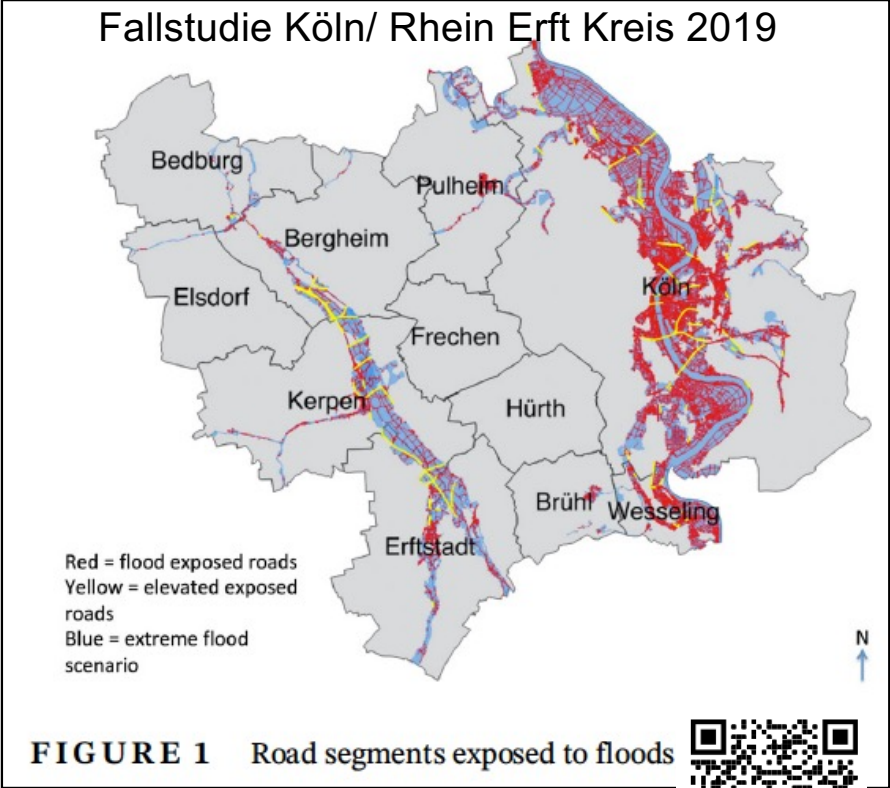 Fallstudie Köln/ Rhein Erft Kreis 2019
Bedburg
Pulheim
Bergheim
Elsdorf
Köln
Frechen
Kerpen
Hürth
Brühl
Wesseling
Erftstadt
Red = flood exposed roads
Yellow = elevated exposed
roads
Blue = extreme flood
scenario
N
FIGURE 1 Road segments exposed to floods